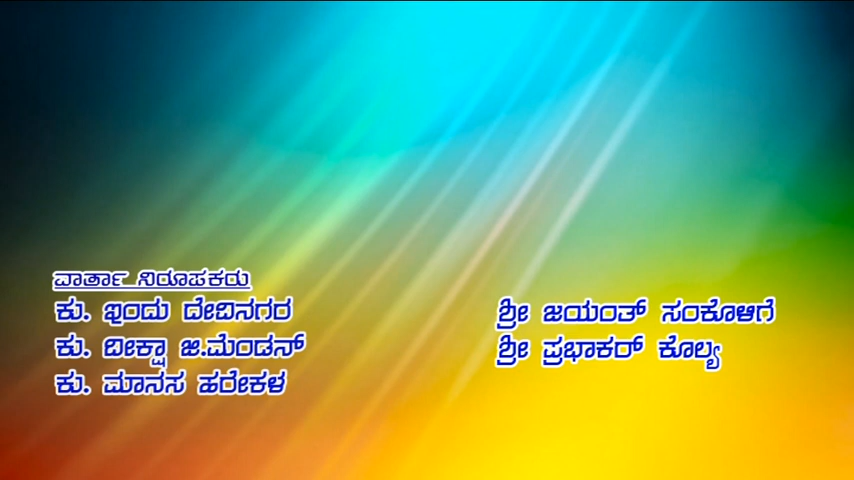 ವಾರ್ತಾ ನಿರೂಪಕರು
ಕು. ಇಂದು ದೇವಿನಗರ
ಕು. ದೀಕ್ಷಾ ಜಿ.ಮೆಂಡನ್
ಕು. ಮಾನಸ ಹರೇಕಳ
ಶ್ರೀ ಜಯಂತ್ ಸಂಕೊಳಿಗೆ
ಶ್ರೀ ಪ್ರಭಾಕರ್ ಕೊಲ್ಯ